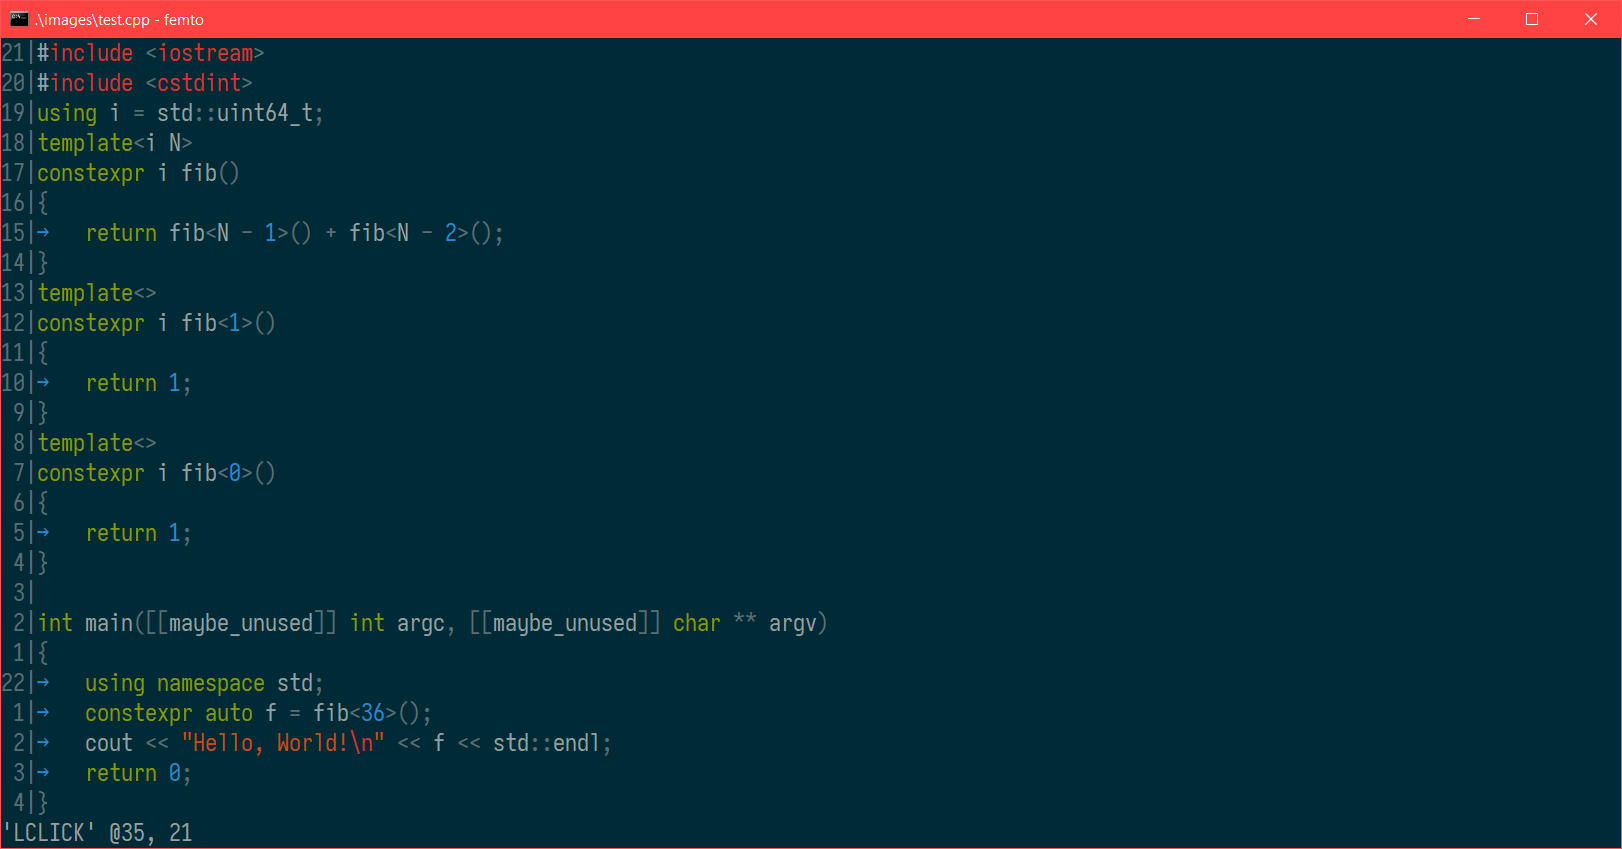 .\images\test.cpp - femto
21|#include <iostream>
20|#include <cstdint>
19|using i = std::uint64_t;
18|template<i N>
17|constexpr i fib()
16|{
15|→   return fib<N - 1>() + fib<N - 2>();
14|}
13|template<>
12|constexpr i fib<1>()
11|{
10|→   return 1;
 9|}
 8|template<>
 7|constexpr i fib<0>()
 6|{
 5|→   return 1;
 4|}
 3|
 2|int main([[maybe_unused]] int argc, [[maybe_unused]] char ** argv)
 1|{
22|→   using namespace std;
 1|→   constexpr auto f = fib<36>();
 2|→   cout << "Hello, World!\n" << f << std::endl;
 3|→   return 0;
 4|}
'LCLICK' @35, 21